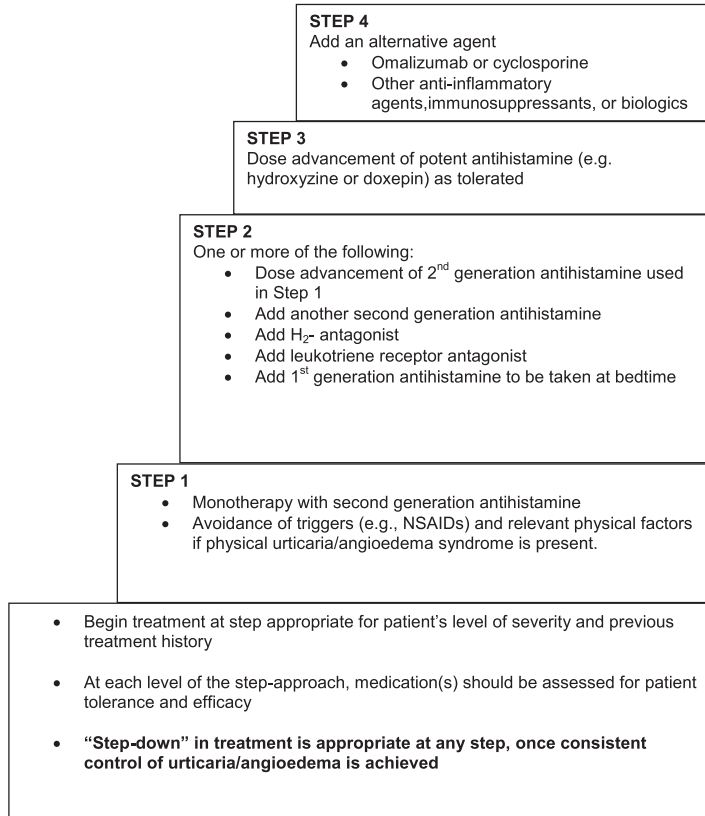 STEP 4
Add an alternative agent
• Omalizumab or cyclosporine
• Other anti-inflammatory
agents,immunosuppressants, or biologics
STEP 3
Dose advancement of potent antihistamine (e.g.
hydroxyzine or doxepin) as tolerated
STEP 2
One or more of the following:
• Dose advancement of 2nd generation antihistamine used
in Step 1
• Add another second generation antihistamine
• Add H2- antagonist
• Add leukotriene receptor antagonist
• Add 1st generation antihistamine to be taken at bedtime
STEP 1
• Monotherapy with second generation antihistamine
• Avoidance of triggers (e.g., NSAIDs) and relevant physical factors
if physical urticaria/angioedema syndrome is present.
• Begin treatment at step appropriate for patient’s level of severity and previous
treatment history
• At each level of the step-approach, medication(s) should be assessed for patient
tolerance and efficacy
• “Step-down” in treatment is appropriate at any step, once consistent
control of urticaria/angioedema is achieved